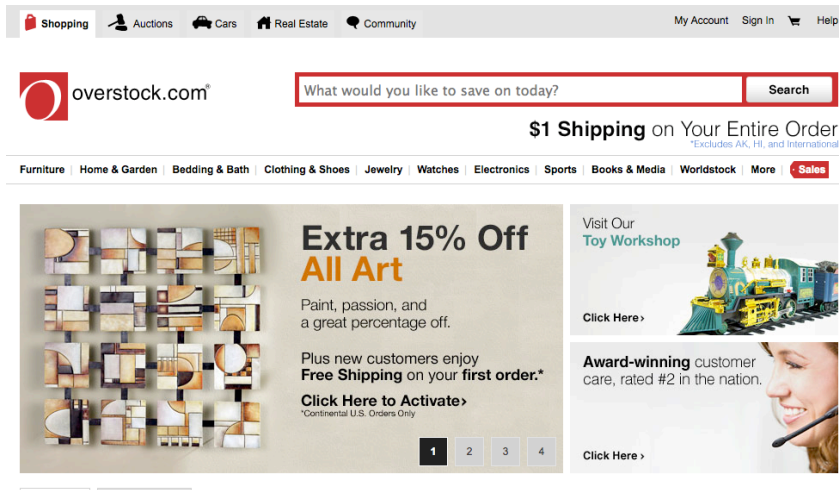 Shopping Auctions Cars Real Estate Community My Account Sign In Help
overstock.com®
What would you like to save on today? Search
$1 Shipping on Your Entire Order
*Excludes AK, HI, and International
Furniture Home & Garden Bedding & Bath Clothing & Shoes Jewelry Watches Electronics Sports Books & Media Worldstock More Sales
Extra 15% Off
All Art
Paint, passion, and
a great percentage off.
Plus new customers enjoy
Free Shipping on your first order.*
Click Here to Activate›
*Continental U.S. Orders Only
1 2 3 4
Visit Our
Toy Workshop
Click Here›
Award-winning customer
care, rated #2 in the nation.
Click Here ›